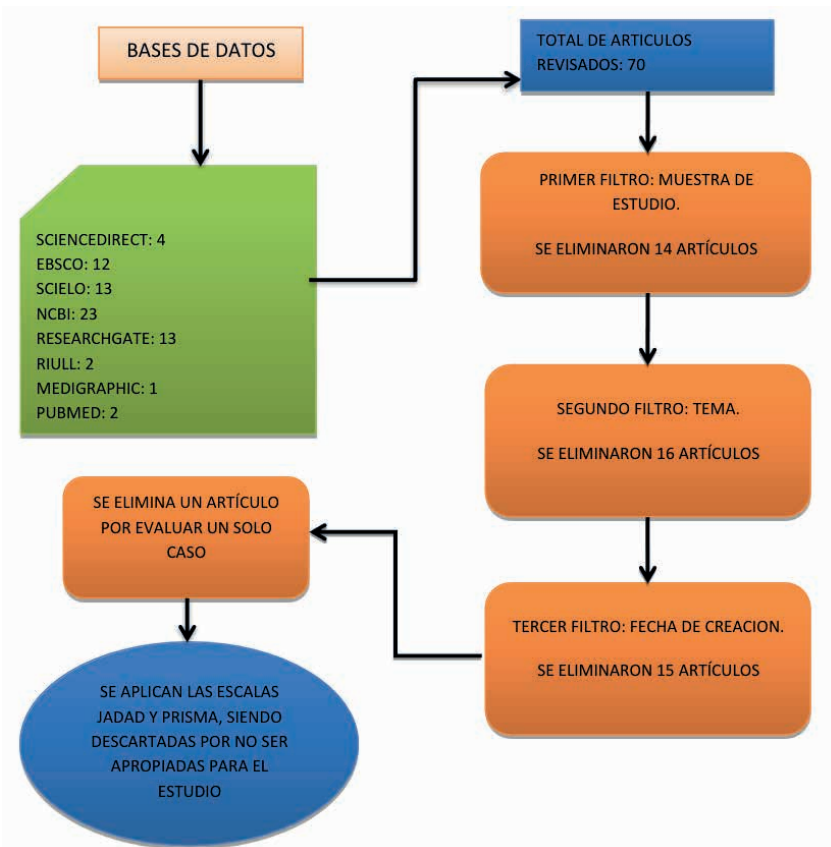 BASES DE DATOS
SCIENCEDIRECT: 4
EBSCO: 12
SCIELO: 13
NCBI: 23
RESEARCHGATE: 13
RIULL: 2
MEDIGRAPHIC: 1
PUBMED: 2
TOTAL DE ARTICULOS
REVISADOS: 70
PRIMER FILTRO: MUESTRA DE
ESTUDIO.
SE ELIMINARON 14 ARTÍCULOS
SEGUNDO FILTRO: TEMA.
SE ELIMINARON 16 ARTÍCULOS
TERCER FILTRO: FECHA DE CREACION.
SE ELIMINARON 15 ARTÍCULOS
SE ELIMINA UN ARTÍCULO
POR EVALUAR UN SOLO
CASO
SE APLICAN LAS ESCALAS
JADAD Y PRISMA, SIENDO
DESCARTADAS POR NO SER
APROPIADAS PARA EL
ESTUDIO